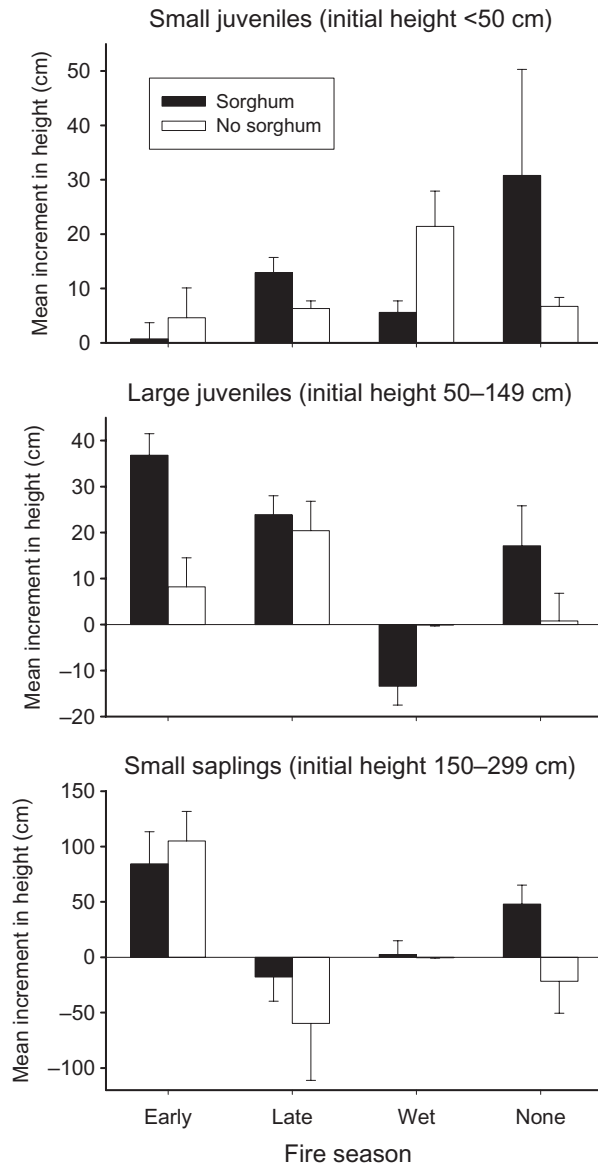 Small juveniles (initial height <50 cm)
Mean increment in height (cm)
50
40
30
20
10
0
Sorghum
No sorghum
Large juveniles (initial height 50–149 cm)
Mean increment in height (cm)
40
30
20
10
0
–10
–20
Small saplings (initial height 150–299 cm)
Mean increment in height (cm)
150
100
50
0
–50
–100
Early Late Wet None
Fire season